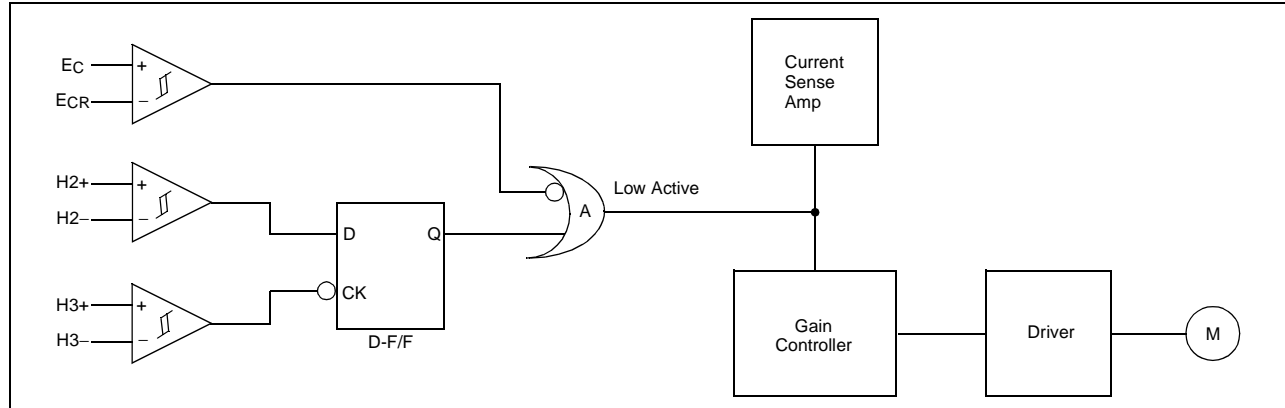 EC
+
ECR
−
H2+
+
H2−
−
D
Q
CK
D-F/F
H3+
+
H3−
−
A
Low Active
Current
Sense
Amp
Gain
Controller
Driver
M